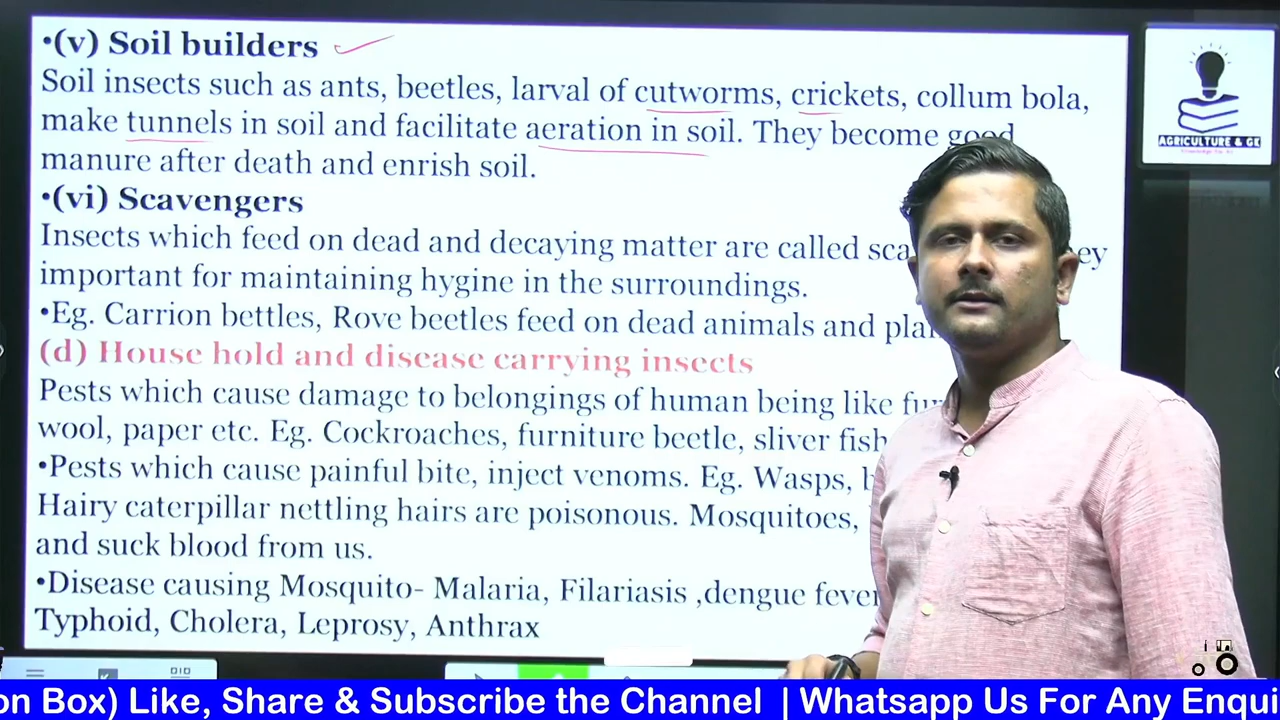 •(v) Soil builders
Soil insects such as ants, beetles, larval of cutworms, crickets, collum bola,
make tunnels in soil and facilitate aeration in soil. They become good
manure after death and enrish soil.
•(vi) Scavengers
Insects which feed on dead and decaying matter are called
important for maintaining hygine in the surroundings.
•Eg. Carrion bettles, Rove beetles feed on dead animals and
(d) House hold and disease carrying insects
Pests which cause damage to belongings of human being like
wool, paper etc. Eg. Cockroaches, furniture beetle, sliver fish
•Pests which cause painful bite, inject venoms. Eg. Wasps,
Hairy caterpillar nettling hairs are poisonous. Mosquitoes,
and suck blood from us.
•Disease causing Mosquito- Malaria, Filariasis ,dengue fever
Typhoid, Cholera, Leprosy, Anthrax
AGRICULTURE & GK
on Box) Like, Share & Subscribe the Channel | Whatsapp Us For Any Enqui